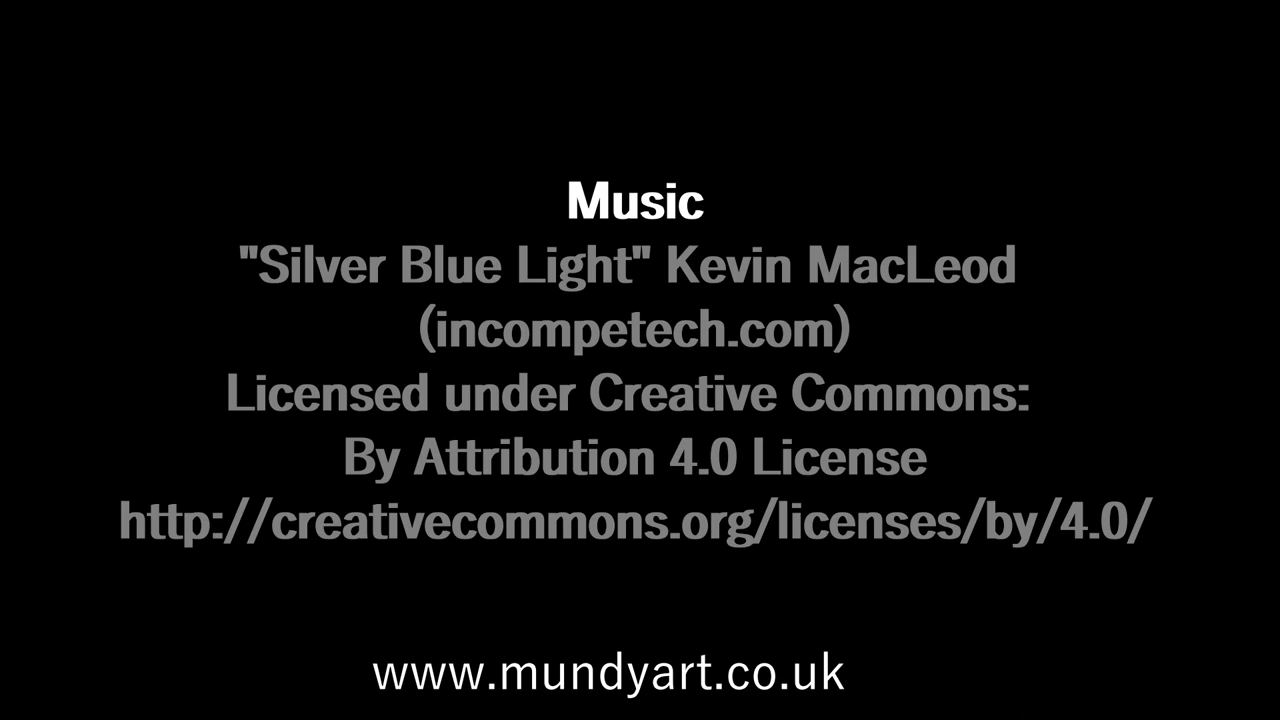 Music
"Silver Blue Light" Kevin MacLeod
(incompetech.com)
Licensed under Creative Commons:
By Attribution 4.0 License
http://creativecommons.org/licenses/by/4.0/
www.mundyart.co.uk